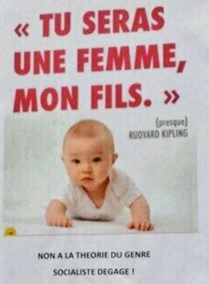 « TU SERAS
UNE FEMME,
MON FILS. »
(presque)
RUDYARD KIPLING
NON A LA THEORIE DU GENRE
SOCIALISTE DEGAGE !